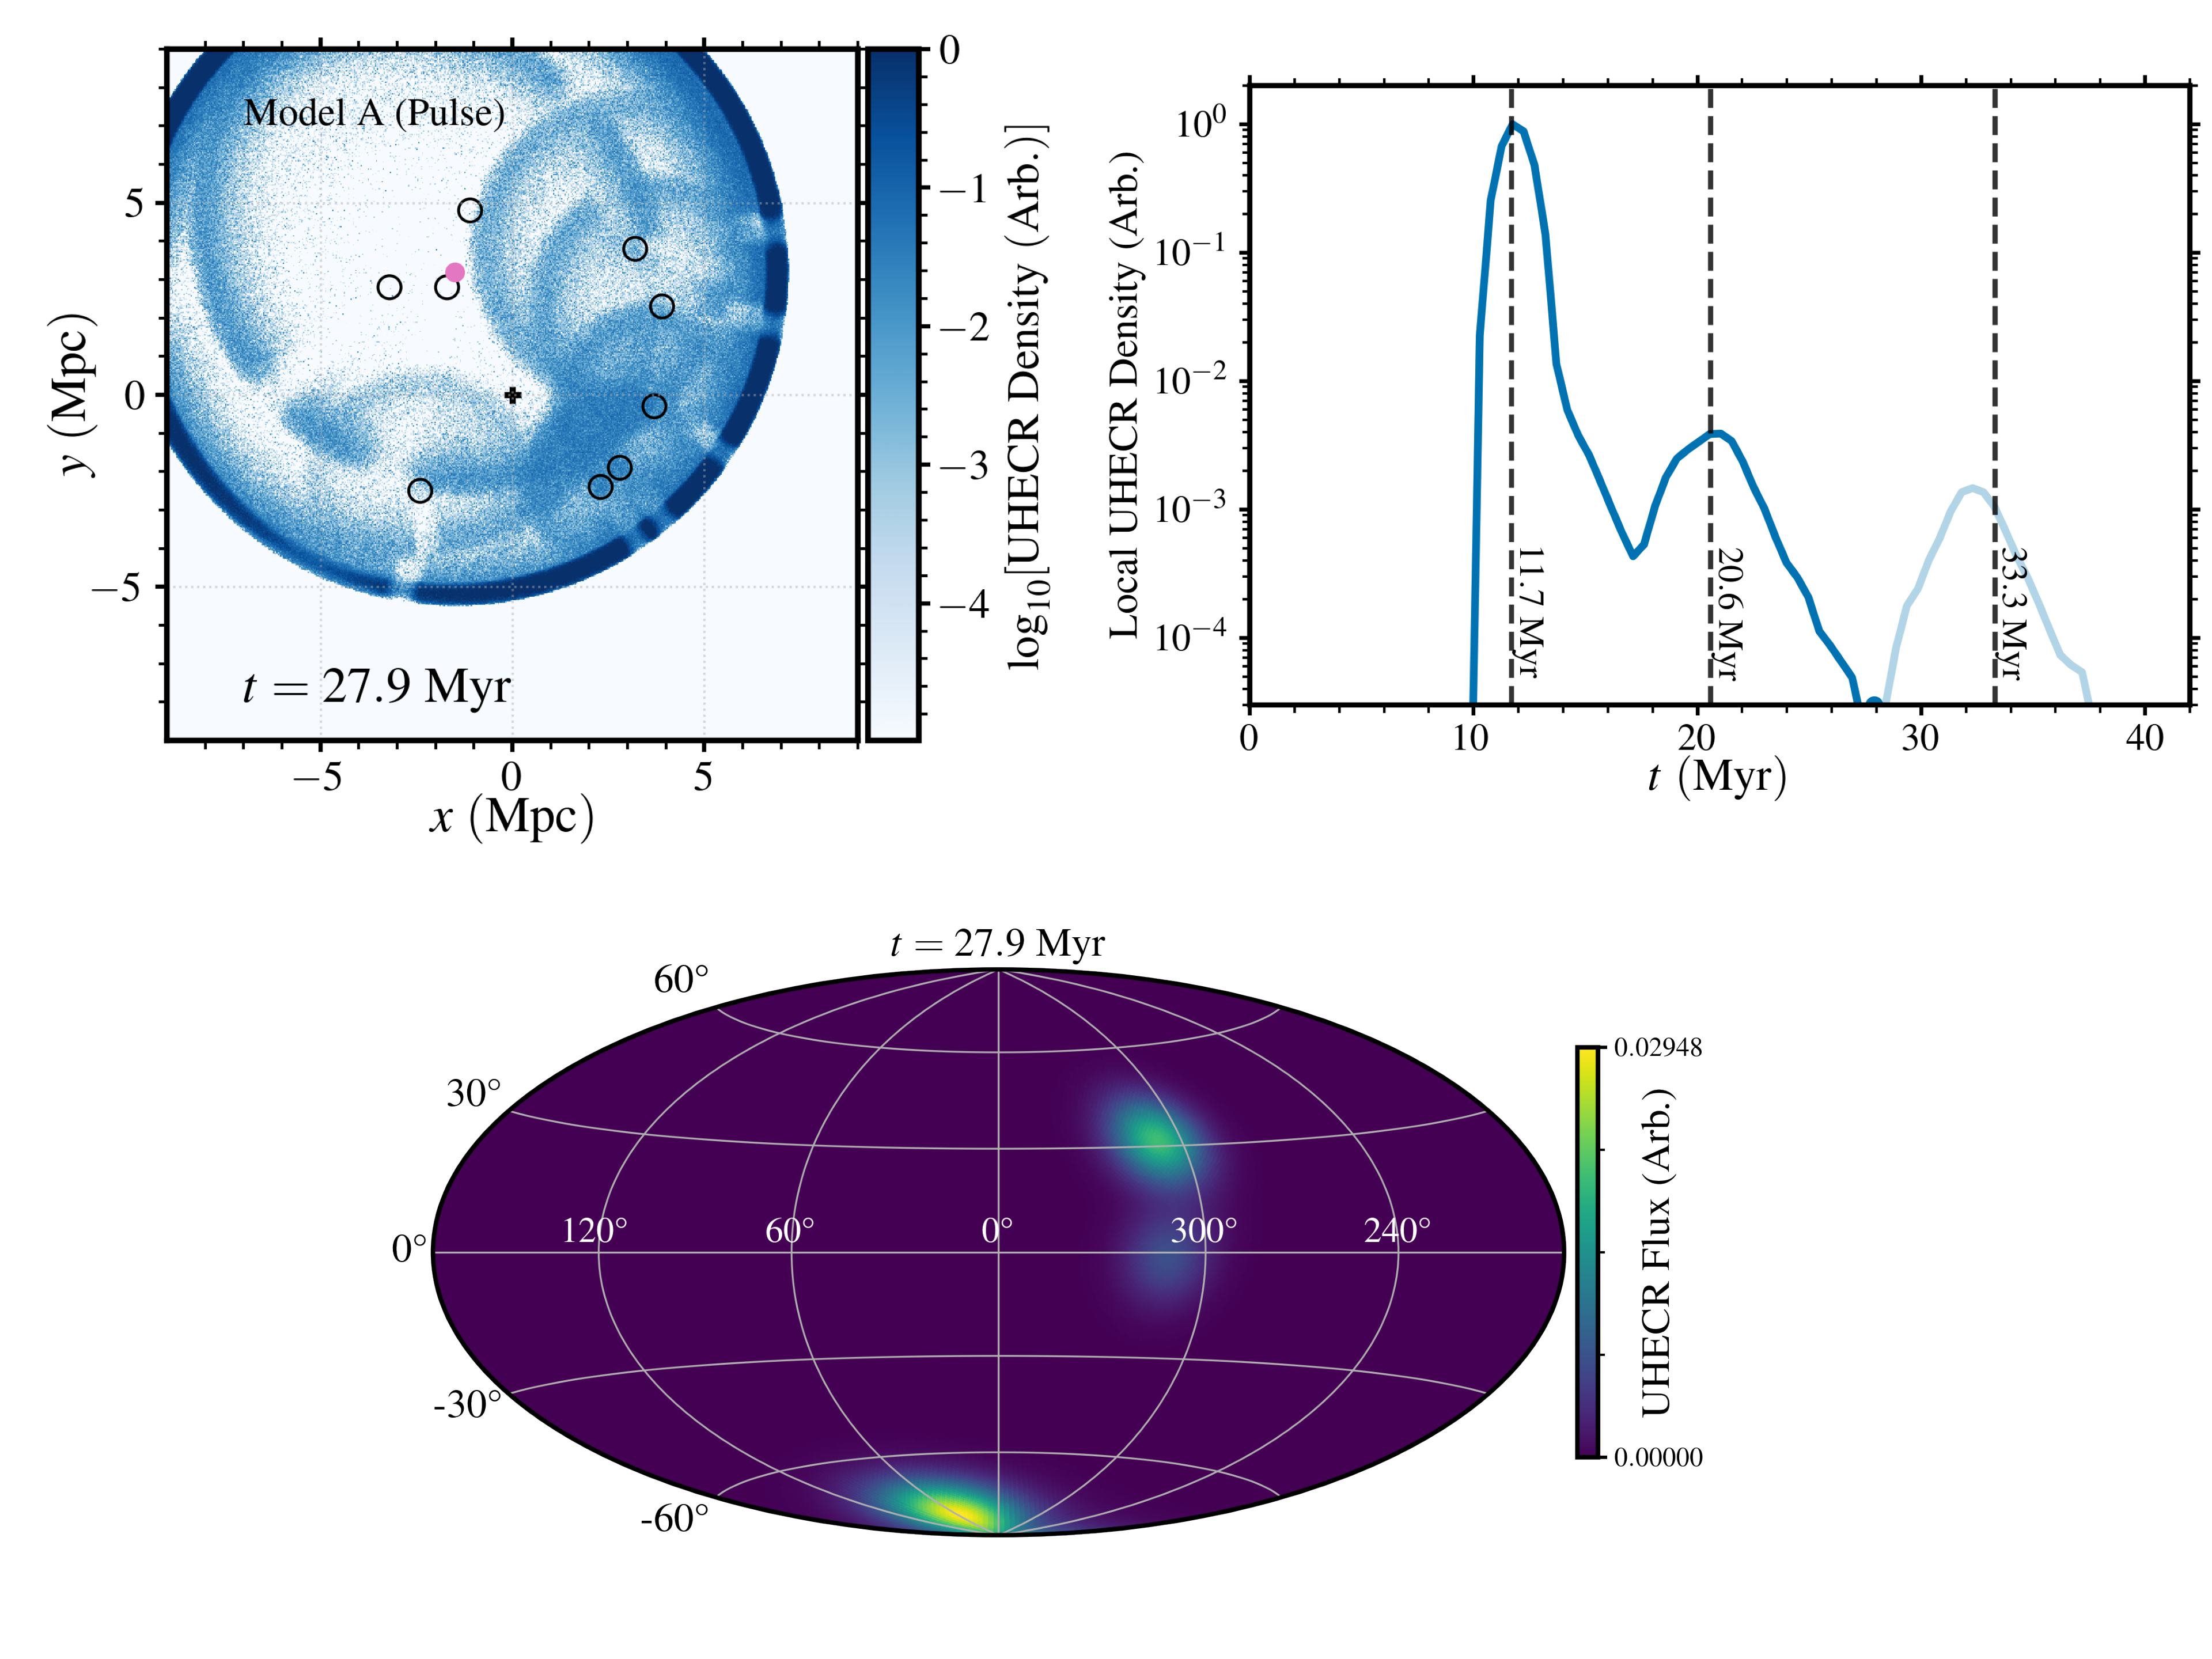 Model A (Pulse)
t = 27.9 Myr
5
0
−5
y (Mpc)
−5
0
5
x (Mpc)
0
−1
−2
−3
−4
log₁₀[UHECR Density (Arb.)]
10⁰
10⁻¹
10⁻²
10⁻³
10⁻⁴
Local UHECR Density (Arb.)
11.7 Myr
20.6 Myr
33.3 Myr
0
10
20
30
40
t (Myr)
t = 27.9 Myr
60°
30°
0°
-30°
-60°
120°
60°
0°
300°
240°
0.02948
0.00000
UHECR Flux (Arb.)